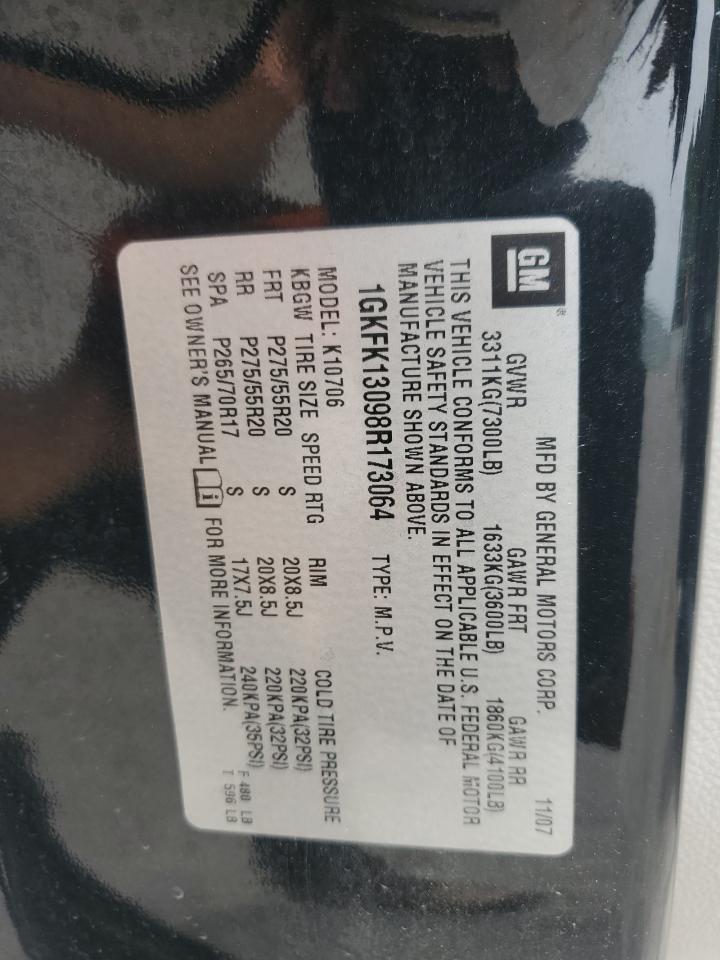 GM®
MFD BY GENERAL MOTORS CORP. 11/07
GVWR GAWR FRT GAWR RR
3311KG(7300LB) 1633KG(3600LB) 1860KG(4100LB)
THIS VEHICLE CONFORMS TO ALL APPLICABLE U.S. FEDERAL MOTOR
VEHICLE SAFETY STANDARDS IN EFFECT ON THE DATE OF
MANUFACTURE SHOWN ABOVE.
1GKFK13098R173064 TYPE: M.P.V.
MODEL: K10706
KBGW TIRE SIZE SPEED RTG RIM COLD TIRE PRESSURE
FRT P275/55R20 S 20X8.5J 220KPA(32PSI)
RR P275/55R20 S 20X8.5J 220KPA(32PSI)
SPA P265/70R17 S 17X7.5J 240KPA(35PSI)
SEE OWNER'S MANUAL i FOR MORE INFORMATION.
F 480 LB
T 596 LB